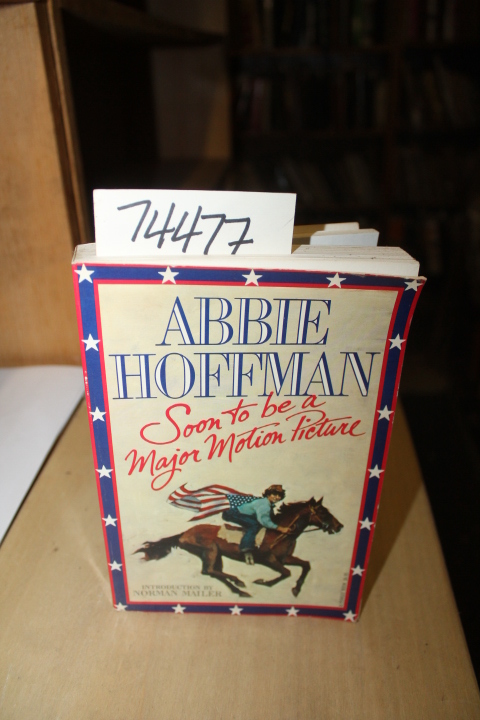 74477
ABBIE
HOFFMAN
Soon to be a
Major Motion Picture
INTRODUCTION BY
NORMAN MAILER